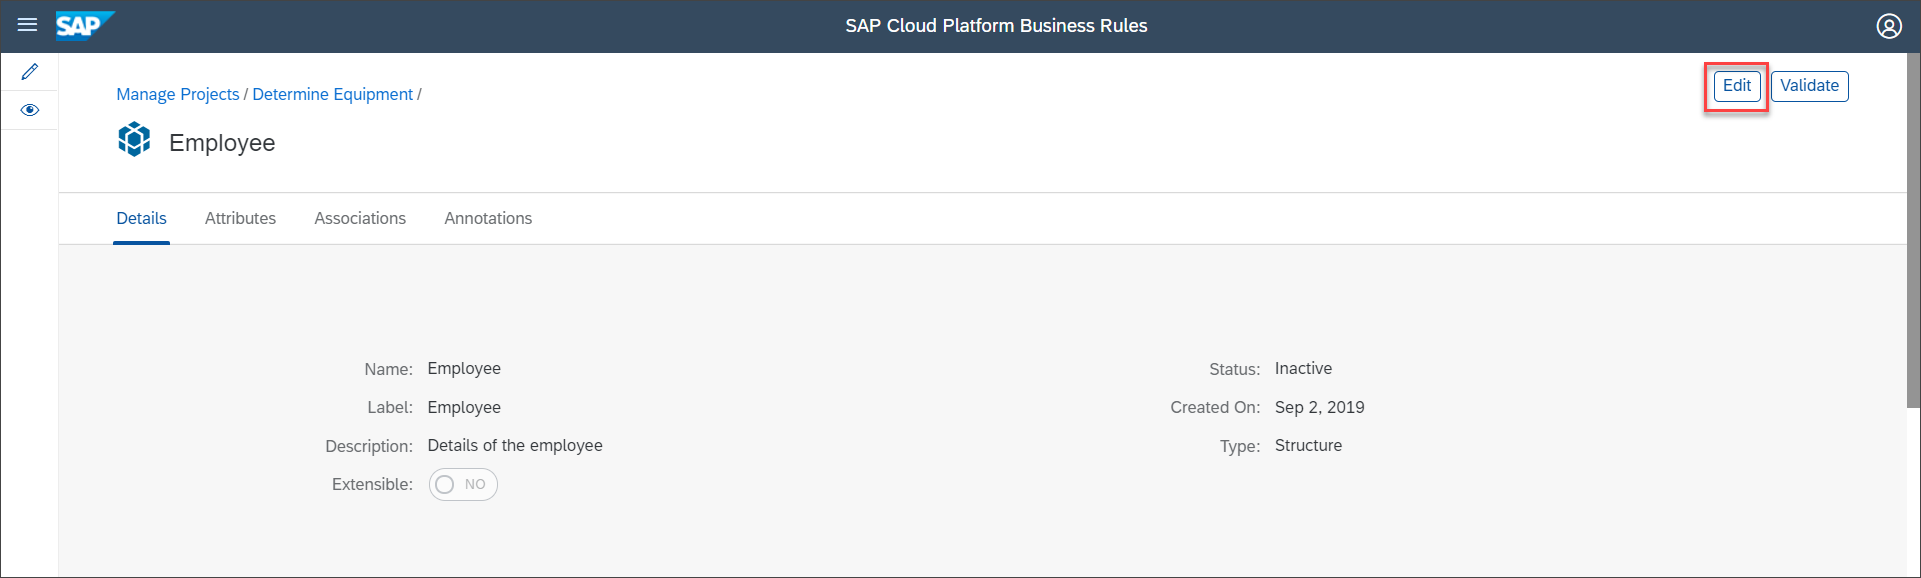 SAP
SAP Cloud Platform Business Rules
Manage Projects / Determine Equipment /
Edit
Validate
Employee
Details
Attributes
Associations
Annotations
Name: Employee
Label: Employee
Description: Details of the employee
Extensible: NO
Status: Inactive
Created On: Sep 2, 2019
Type: Structure